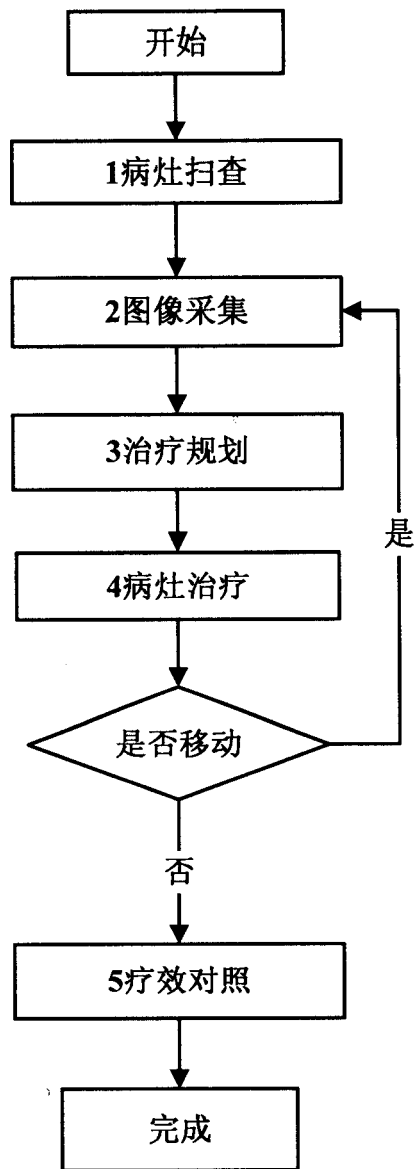 开始
1病灶扫查
2图像采集
3治疗规划
4病灶治疗
是
是否移动
否
5疗效对照
完成